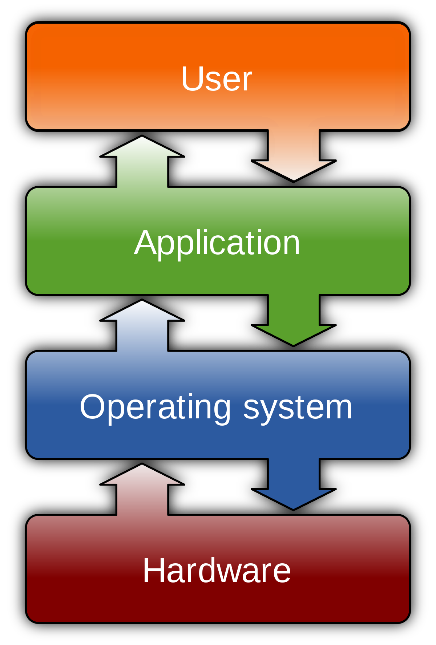 User
Application
Operating system
Hardware